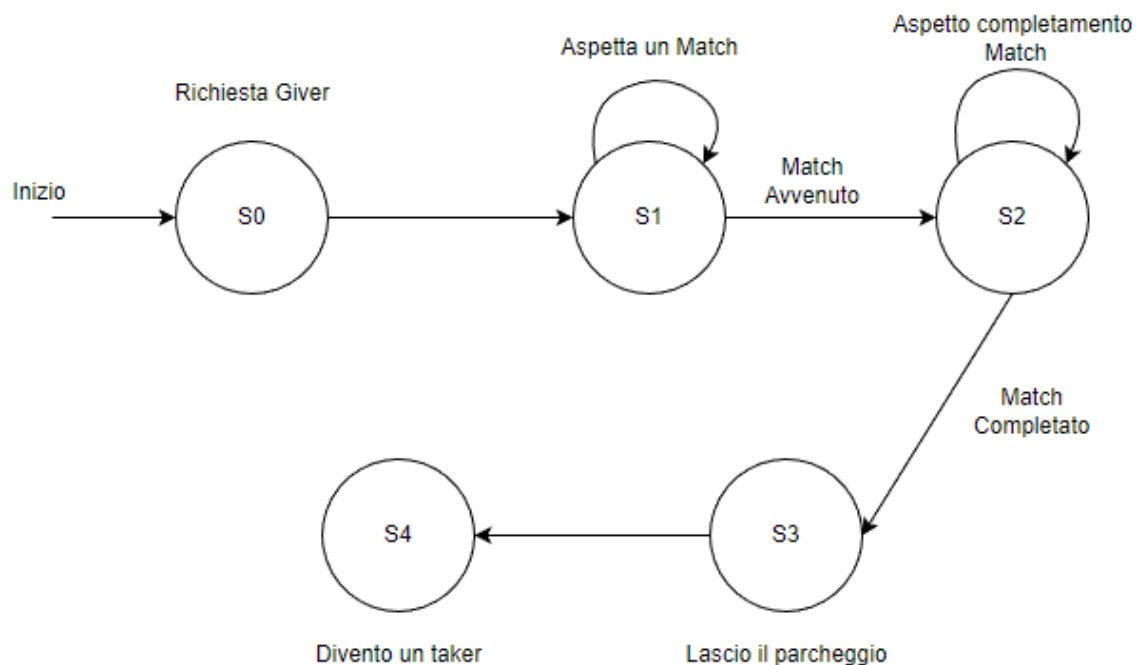 Aspetto completamento
Match
Aspetta un Match
Richiesta Giver
Inizio
S0
S1
Match
Avvenuto
S2
Match
Completato
S4
S3
Divento un taker
Lascio il parcheggio